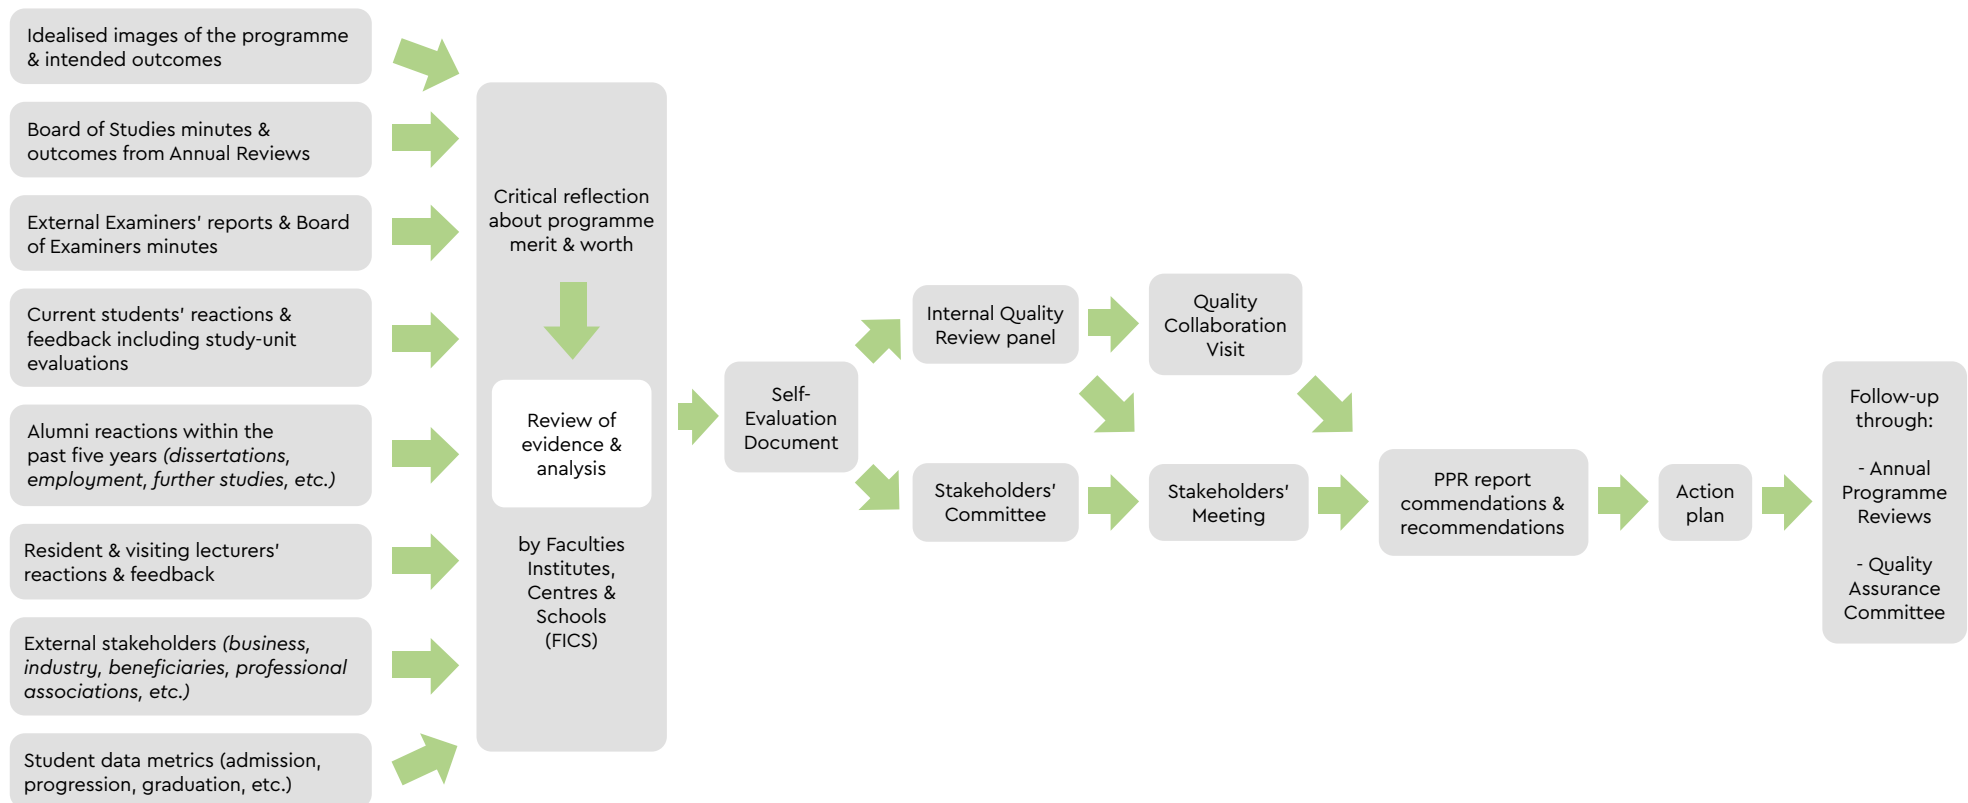 Idealised images of the programme
& intended outcomes
Board of Studies minutes &
outcomes from Annual Reviews
External Examiners' reports & Board
of Examiners minutes
Current students' reactions &
feedback including study-unit
evaluations
Alumni reactions within the
past five years (dissertations,
employment, further studies, etc.)
Resident & visiting lecturers'
reactions & feedback
External stakeholders (business,
industry, beneficiaries, professional
associations, etc.)
Student data metrics (admission,
progression, graduation, etc.)
Critical reflection
about programme
merit & worth
Review of
evidence &
analysis
by Faculties
Institutes,
Centres &
Schools
(FICS)
Self-
Evaluation
Document
Internal Quality
Review panel
Quality
Collaboration
Visit
Stakeholders'
Committee
Stakeholders'
Meeting
PPR report
commendations &
recommendations
Action
plan
Follow-up
through:
- Annual
Programme
Reviews
- Quality
Assurance
Committee